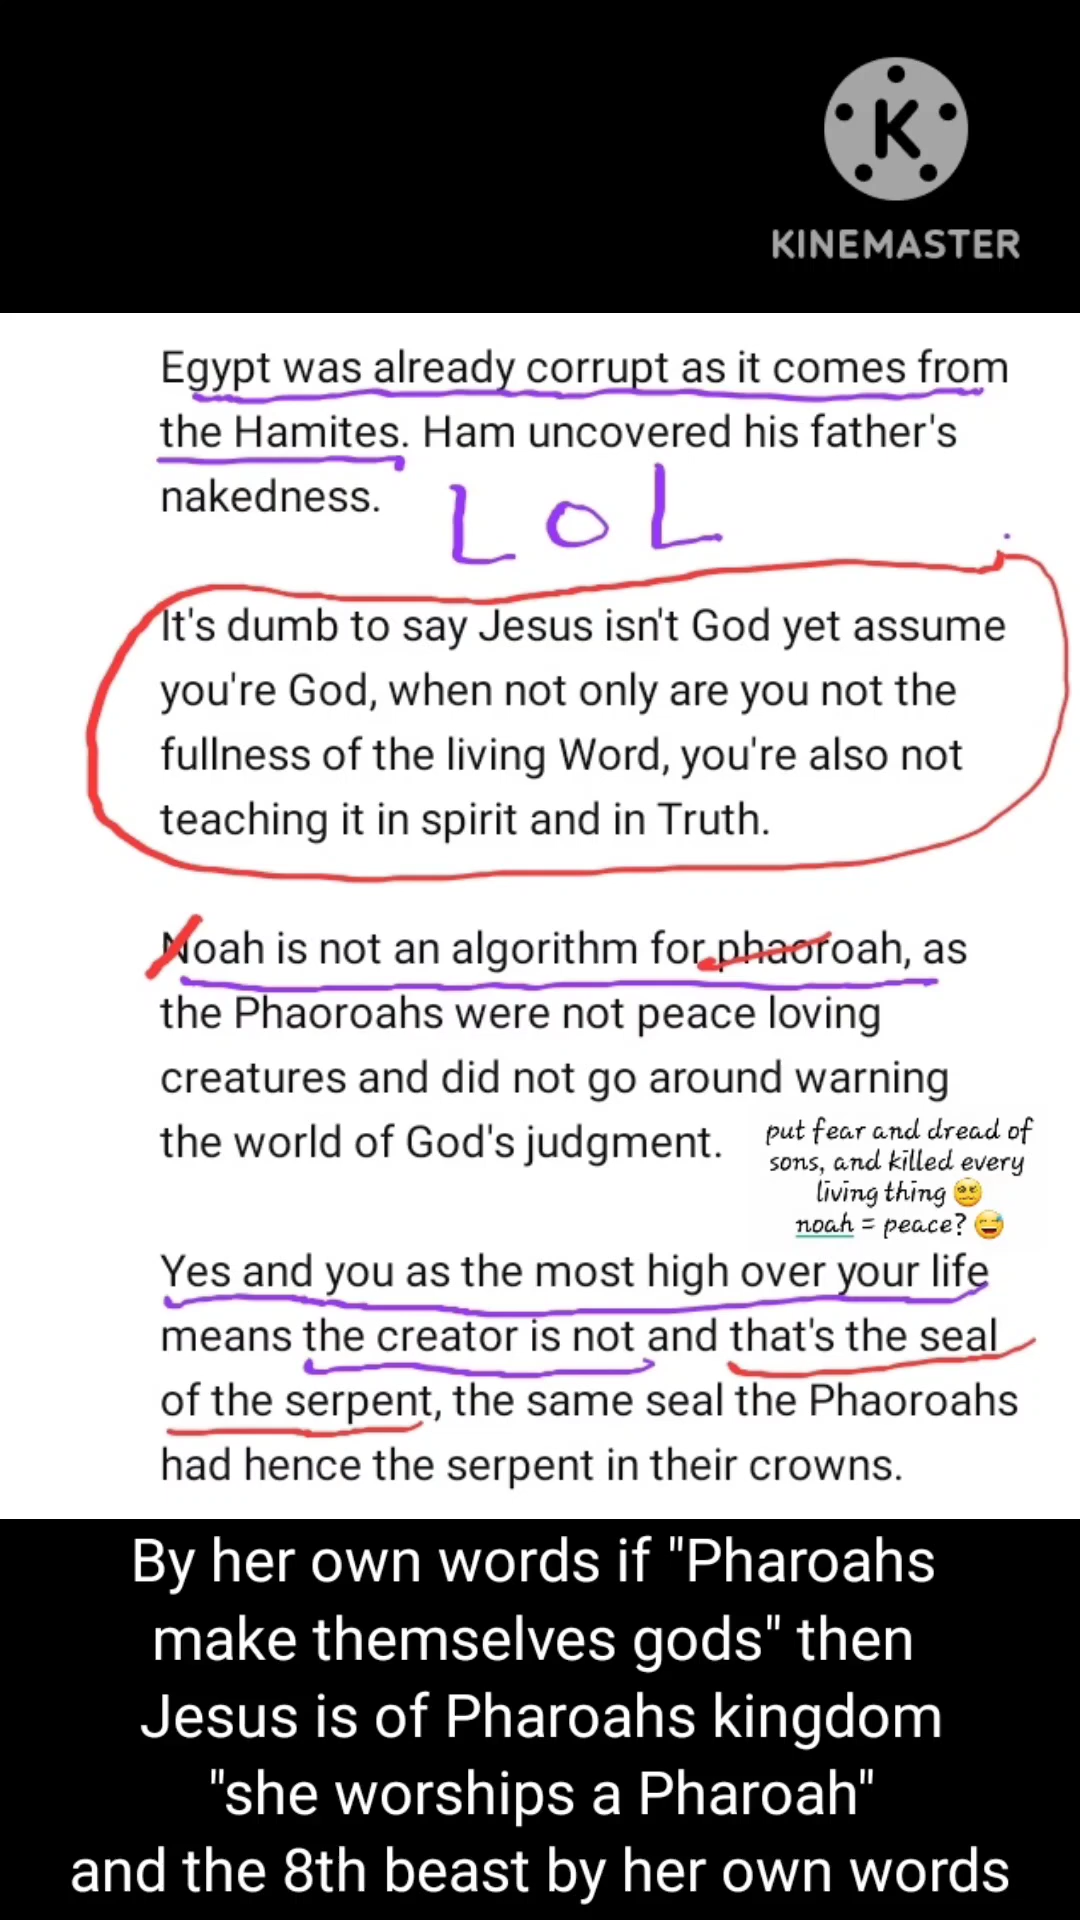 K
KINEMASTER
Egypt was already corrupt as it comes from
the Hamites. Ham uncovered his father's
nakedness.
LOL
It's dumb to say Jesus isn't God yet assume
you're God, when not only are you not the
fullness of the living Word, you're also not
teaching it in spirit and in Truth.
Noah is not an algorithm for phaoroah, as
the Phaoroahs were not peace loving
creatures and did not go around warning
the world of God's judgment.
put fear and dread of
sons, and killed every
living thing 🥴
noah = peace? 😅
Yes and you as the most high over your life
means the creator is not and that's the seal
of the serpent, the same seal the Phaoroahs
had hence the serpent in their crowns.
By her own words if "Pharoahs
make themselves gods" then
Jesus is of Pharoahs kingdom
"she worships a Pharoah"
and the 8th beast by her own words